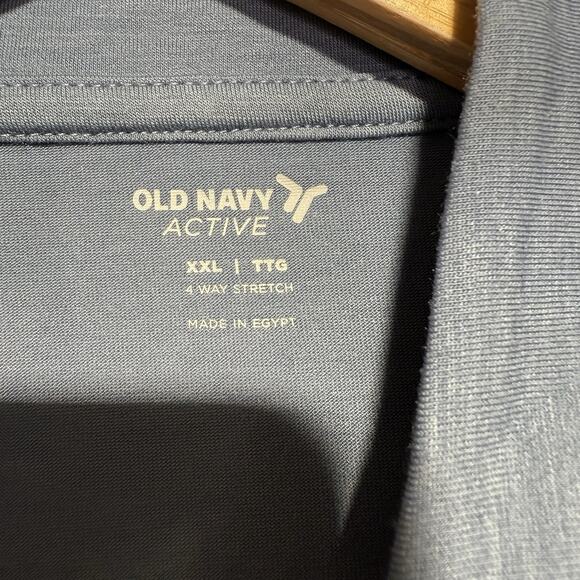 OLD NAVY
ACTIVE
XXL | TTG
4 WAY STRETCH
MADE IN EGYPT